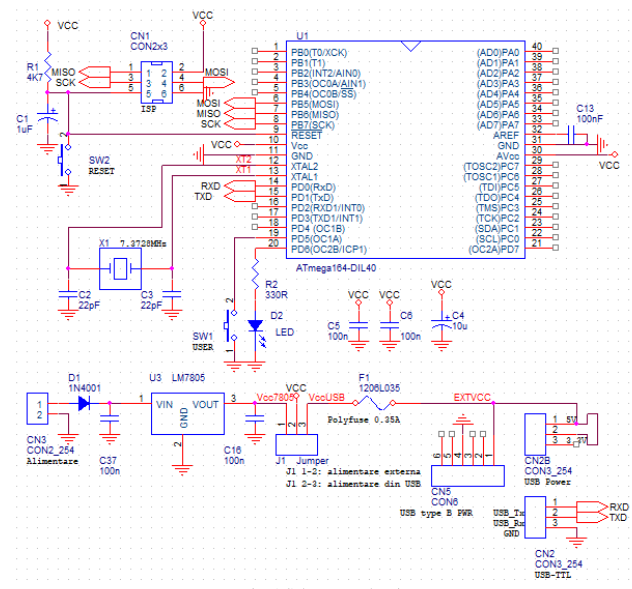 VCC
CN1
CON2x3
VCC
R1
4K7
MISO
SCK
1 1 2 2
3 3 4 4
5 5 6 6
MOSI
ISP
C1
1uF
SW2
RESET
U1
1 PB0(T0/XCK) (AD0)PA0 40
2 PB1(T1) (AD1)PA1 39
3 PB2(INT2/AIN0) (AD2)PA2 38
4 PB3(OC0A/AIN1) (AD3)PA3 37
5 PB4(OC0B/SS) (AD4)PA4 36
MOSI 6 PB5(MOSI) (AD5)PA5 35
MISO 7 PB6(MISO) (AD6)PA6 34
SCK 8 PB7(SCK) (AD7)PA7 33
9 RESET AREF 32
VCC 10 Vcc GND 31
11 GND AVcc 30
XT2 12 XTAL2 (TOSC2)PC7 29
XT1 13 XTAL1 (TOSC1)PC6 28
RXD 14 PD0(RxD) (TDI)PC5 27
TXD 15 PD1(TxD) (TDO)PC4 26
16 PD2(RXD1/INT0) (TMS)PC3 25
17 PD3(TXD1/INT1) (TCK)PC2 24
18 PD4 (OC1B) (SDA)PC1 23
19 PD5(OC1A) (SCL)PC0 22
20 PD6(OC2B/ICP1) (OC2A)PD7 21
ATmega164-DIL40
C13
100nF
VCC
X1 7.3728MHz
C2
22pF
C3
22pF
R2
330R
SW1
USER
2
1
D2
LED
VCC
C5
100n
VCC
C6
100n
VCC
C4
10u
D1
1N4001
1
2
CN3
CON2_254
Alimentare
C37
100n
U3 LM7805
1 VIN VOUT 3
GND
2
C16
100n
Vcc7805
VCC
VccUSB
1 2 3
J1 Jumper
J1 1-2: alimentare externa
J1 2-3: alimentare din USB
F1
1206L035
Polyfuse 0.35A
EXTVCC
6 5 4 3 2 1
CN5
CON6
USB type B PWR
1 5V
2
3 3.3V
CN2B
CON3_254
USB Power
USB_Tx 1 RXD
USB_Rx 2 TXD
GND 3
CN2
CON3_254
USB-TTL